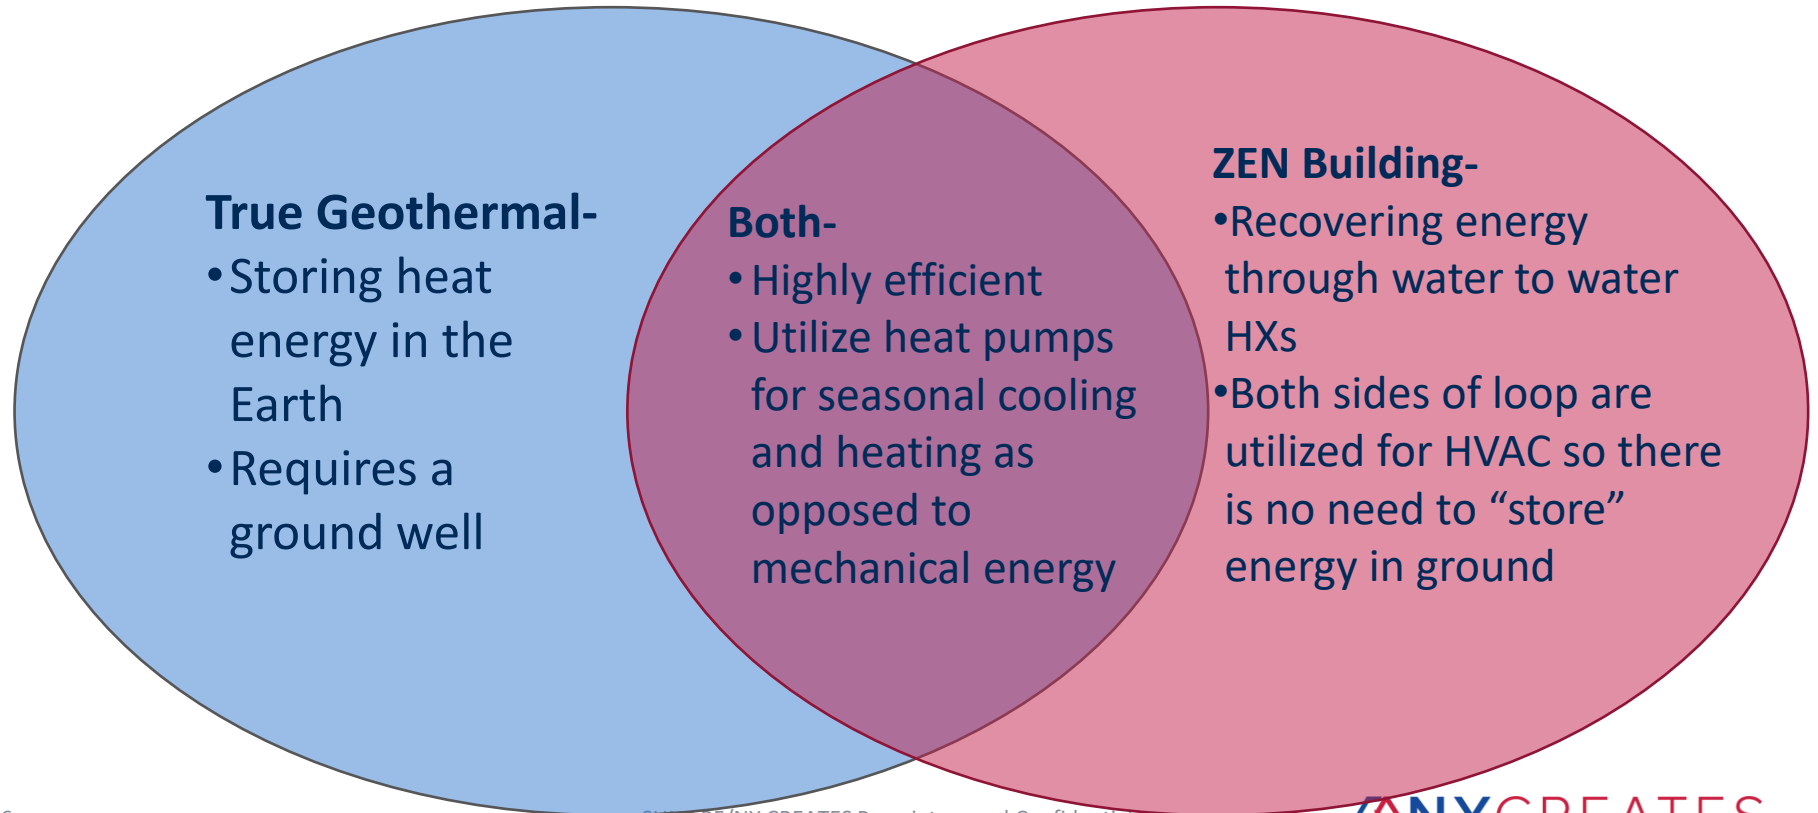 True Geothermal-
•Storing heat
energy in the
Earth
•Requires a
ground well
Both-
•Highly efficient
•Utilize heat pumps
for seasonal cooling
and heating as
opposed to
mechanical energy
ZEN Building-
•Recovering energy
through water to water
HXs
•Both sides of loop are
utilized for HVAC so there
is no need to “store”
energy in ground
NYCREATES